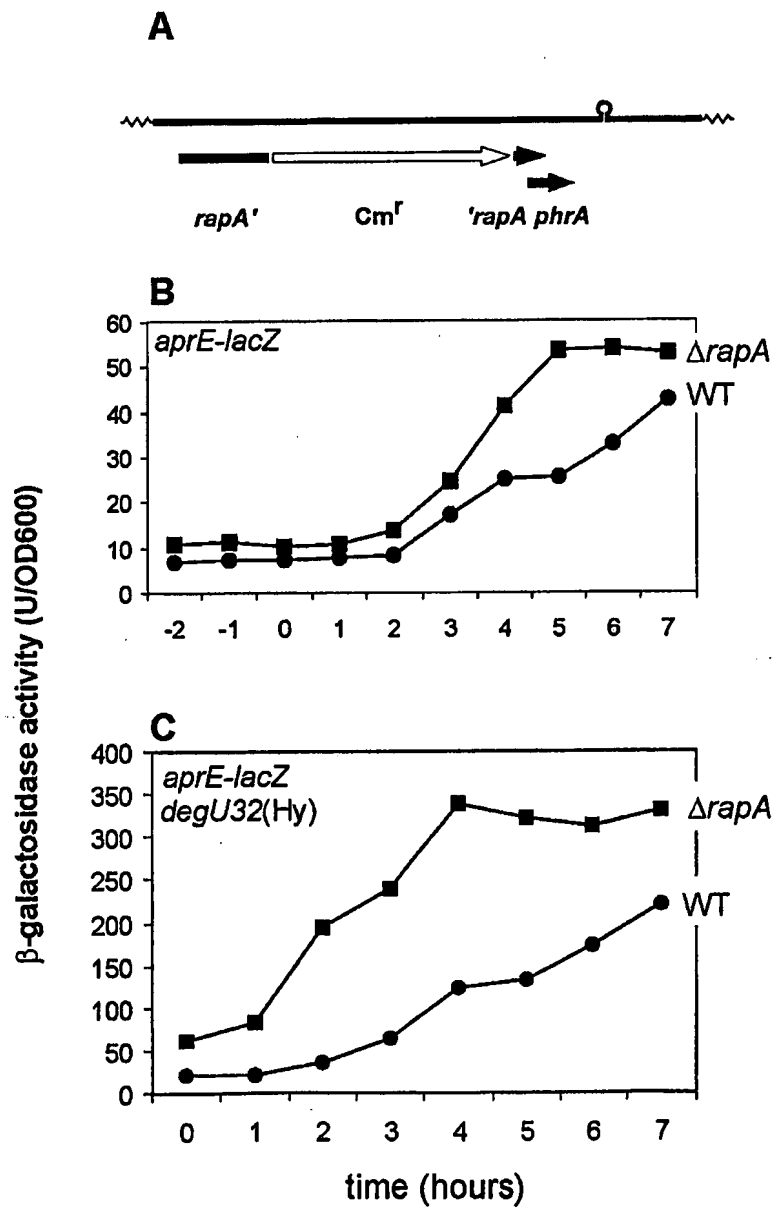 A
rapA' Cmr 'rapA phrA
B
aprE-lacZ
60
50
40
30
20
10
0
ΔrapA
WT
-2 -1 0 1 2 3 4 5 6 7
β-galactosidase activity (U/OD600)
C
aprE-lacZ
degU32(Hy)
400
350
300
250
200
150
100
50
0
ΔrapA
WT
0 1 2 3 4 5 6 7
time (hours)